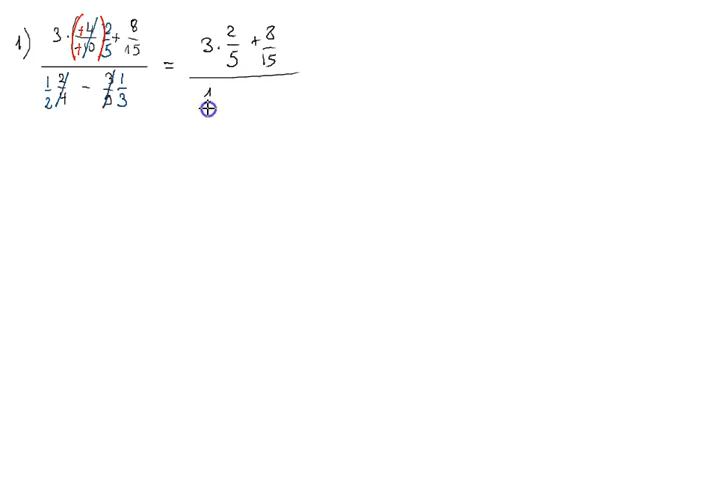 1) 3 · (+4/+10) 2/5 + 8/15 = 3 · 2/5 + 8/15
1/2 2/4 - 3/9 1/3 1